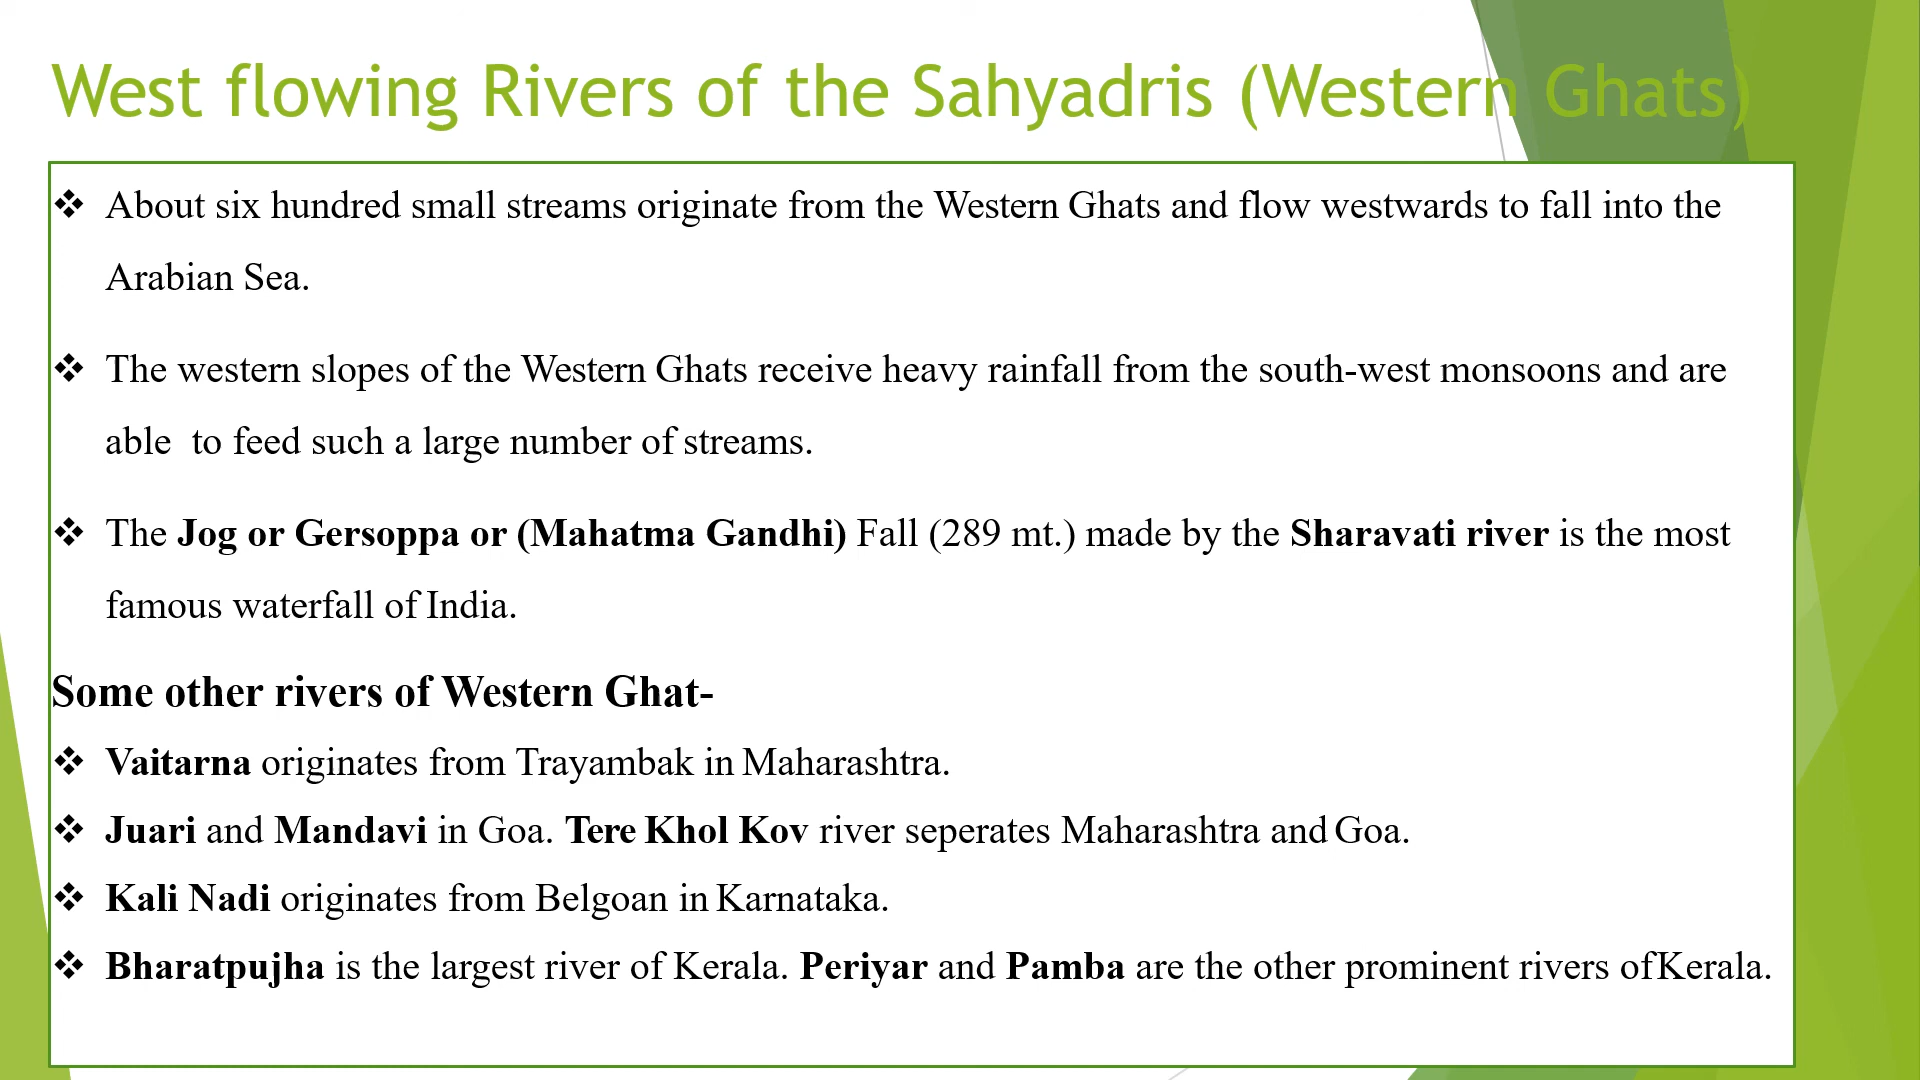 West flowing Rivers of the Sahyadris (Western Ghats)
❖ About six hundred small streams originate from the Western Ghats and flow westwards to fall into the
Arabian Sea.
❖ The western slopes of the Western Ghats receive heavy rainfall from the south-west monsoons and are
able to feed such a large number of streams.
❖ The Jog or Gersoppa or (Mahatma Gandhi) Fall (289 mt.) made by the Sharavati river is the most
famous waterfall of India.
Some other rivers of Western Ghat-
❖ Vaitarna originates from Trayambak in Maharashtra.
❖ Juari and Mandavi in Goa. Tere Khol Kov river seperates Maharashtra and Goa.
❖ Kali Nadi originates from Belgoan in Karnataka.
❖ Bharatpujha is the largest river of Kerala. Periyar and Pamba are the other prominent rivers of Kerala.